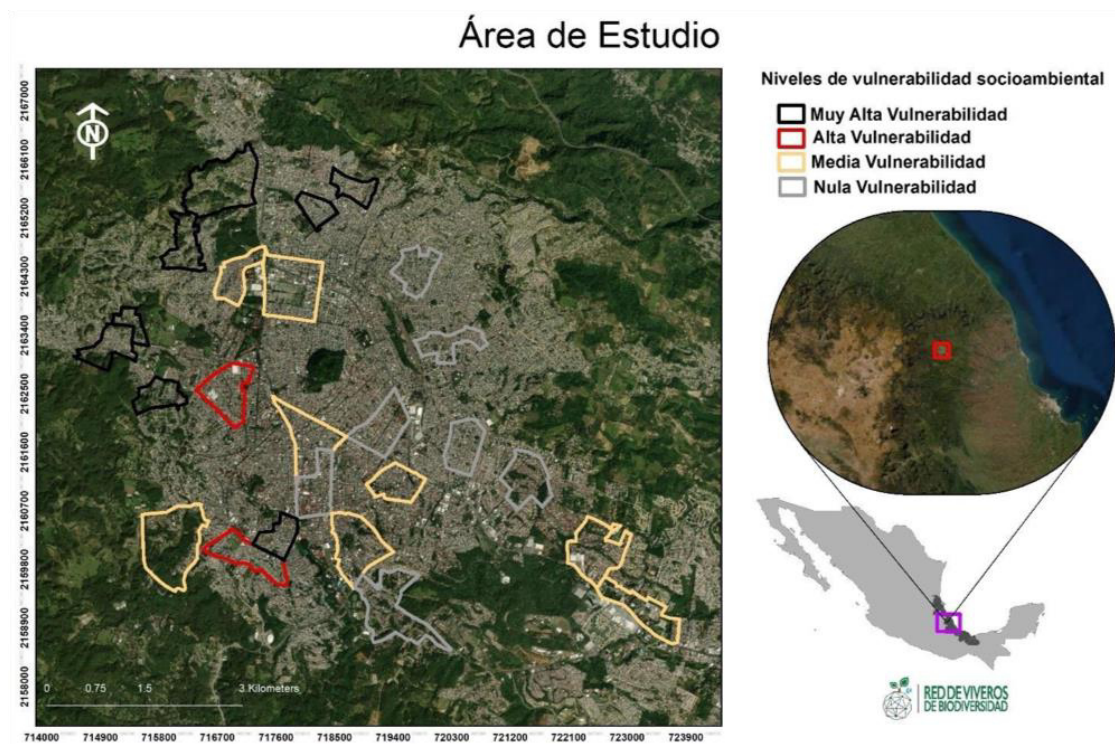 Área de Estudio
Niveles de vulnerabilidad socioambiental
Muy Alta Vulnerabilidad
Alta Vulnerabilidad
Media Vulnerabilidad
Nula Vulnerabilidad
N
2167000
2166100
2165200
2164300
2163400
2162500
2161600
2160700
2159800
2158900
2158000
0 0.75 1.5 3 Kilometers
714000 714900 715800 716700 717600 718500 719400 720300 721200 722100 723000 723900
RED DE VIVEROS
DE BIODIVERSIDAD